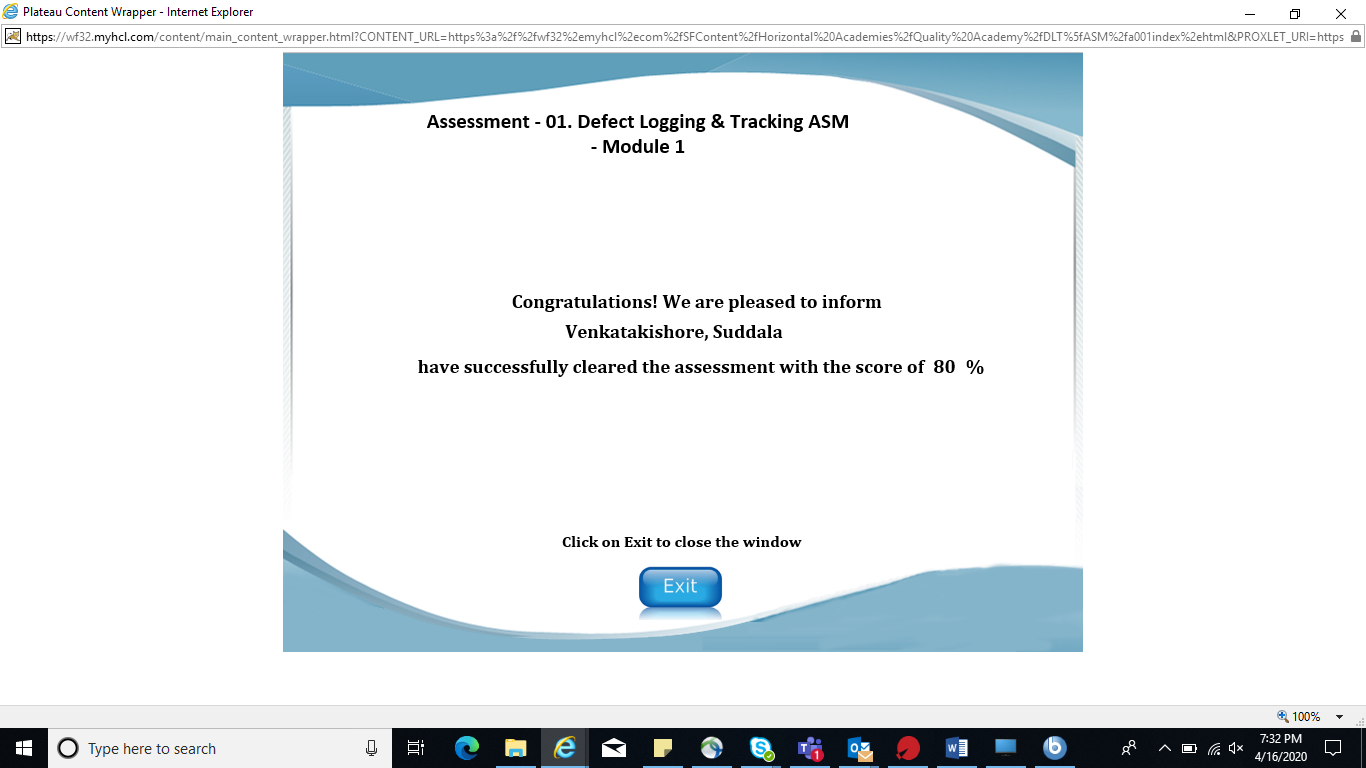 Plateau Content Wrapper - Internet Explorer
https://wf32.myhcl.com/content/main_content_wrapper.html?CONTENT_URL=https%3a%2f%2fwf32%2emyhcl%2ecom%2fSFContent%2fHorizontal%20Academies%2fQuality%20Academy%2fDLT%5fASM%2fa001index%2ehtml&PROXLET_URI=https
Assessment - 01. Defect Logging & Tracking ASM
- Module 1
Congratulations! We are pleased to inform
Venkatakishore, Suddala
have successfully cleared the assessment with the score of 80 %
Click on Exit to close the window
Exit
100%
Type here to search
1
7:32 PM
4/16/2020